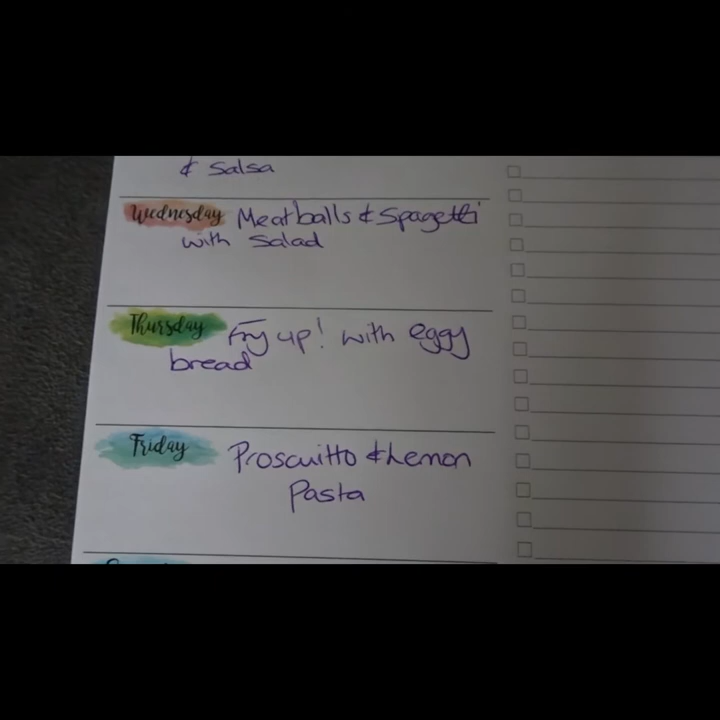 & Salsa
Wednesday Meatballs & Spagetti
with Salad
Thursday Fry up! with eggy
bread
Friday Proscuitto & Lemon
Pasta